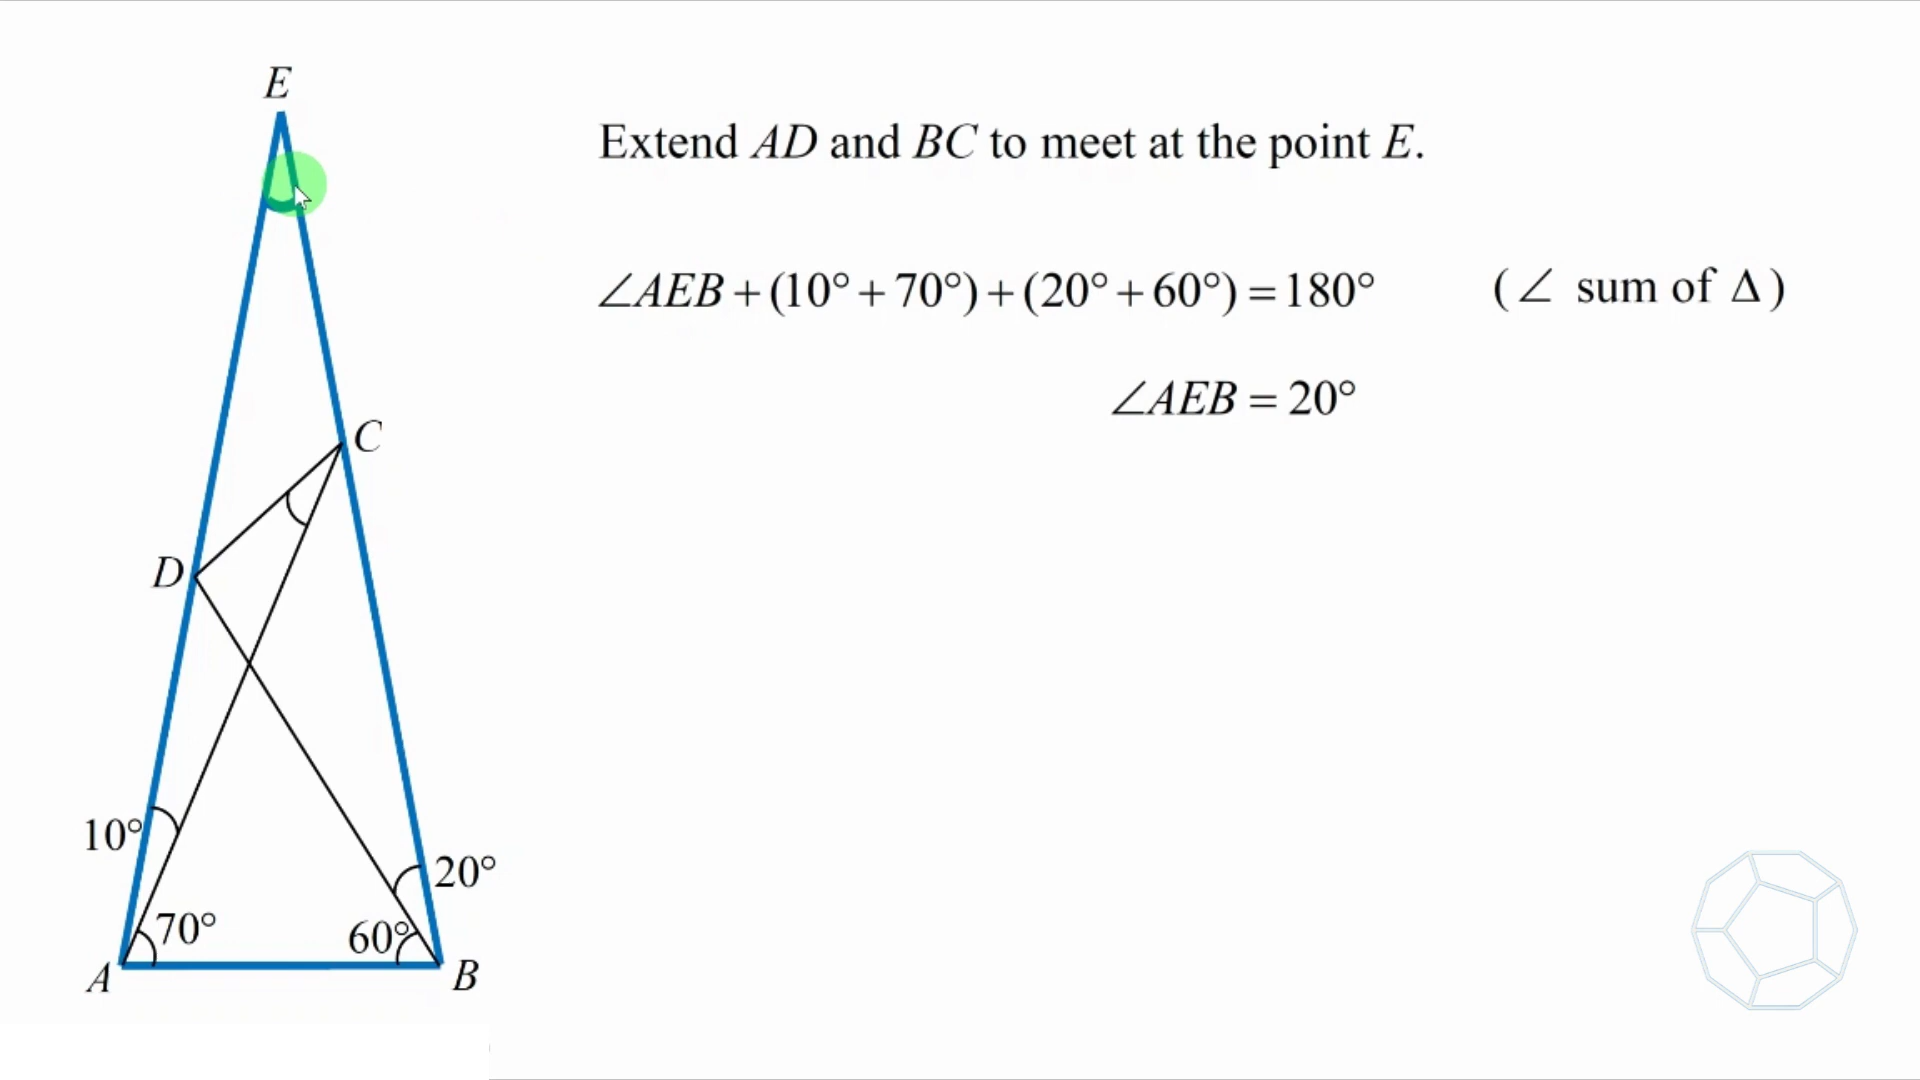 E
Extend AD and BC to meet at the point E.
∠AEB + (10° + 70°) + (20° + 60°) = 180° (∠ sum of Δ)
∠AEB = 20°
C
D
10°
20°
70°
60°
A
B